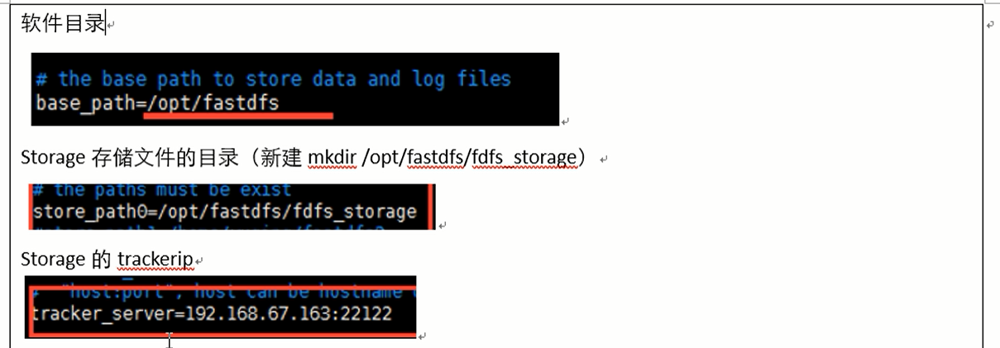 软件目录
# the base path to store data and log files
base_path=/opt/fastdfs
Storage 存储文件的目录（新建 mkdir /opt/fastdfs/fdfs_storage）
# the paths must be exist
store_path0=/opt/fastdfs/fdfs_storage
Storage 的 trackerip
# "host:port", host can be hostname
tracker_server=192.168.67.163:22122